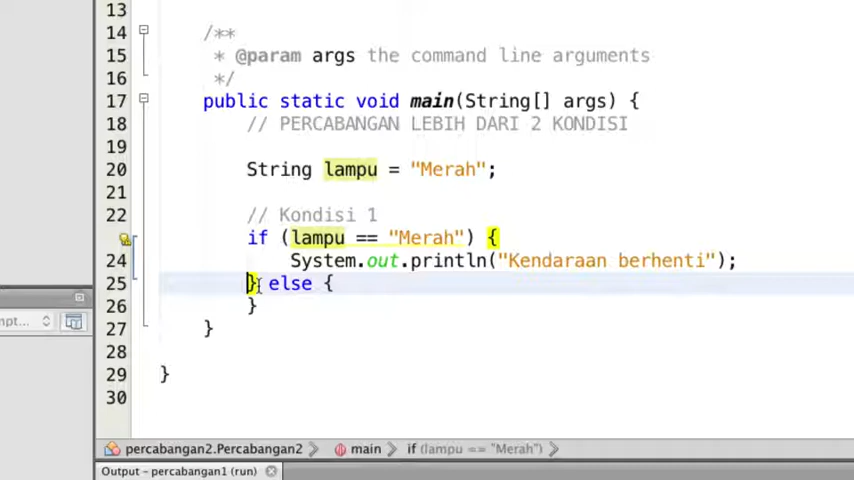 13
14 /**
15 * @param args the command line arguments
16 */
17 public static void main(String[] args) {
18 // PERCABANGAN LEBIH DARI 2 KONDISI
19
20 String lampu = "Merah";
21
22 // Kondisi 1
if (lampu == "Merah") {
24 System.out.println("Kendaraan berhenti");
25 } else {
26 }
27 }
28
29 }
30
mpt...
percabangan2.Percabangan2 main if (lampu == "Merah")
Output - percabangan1 (run)